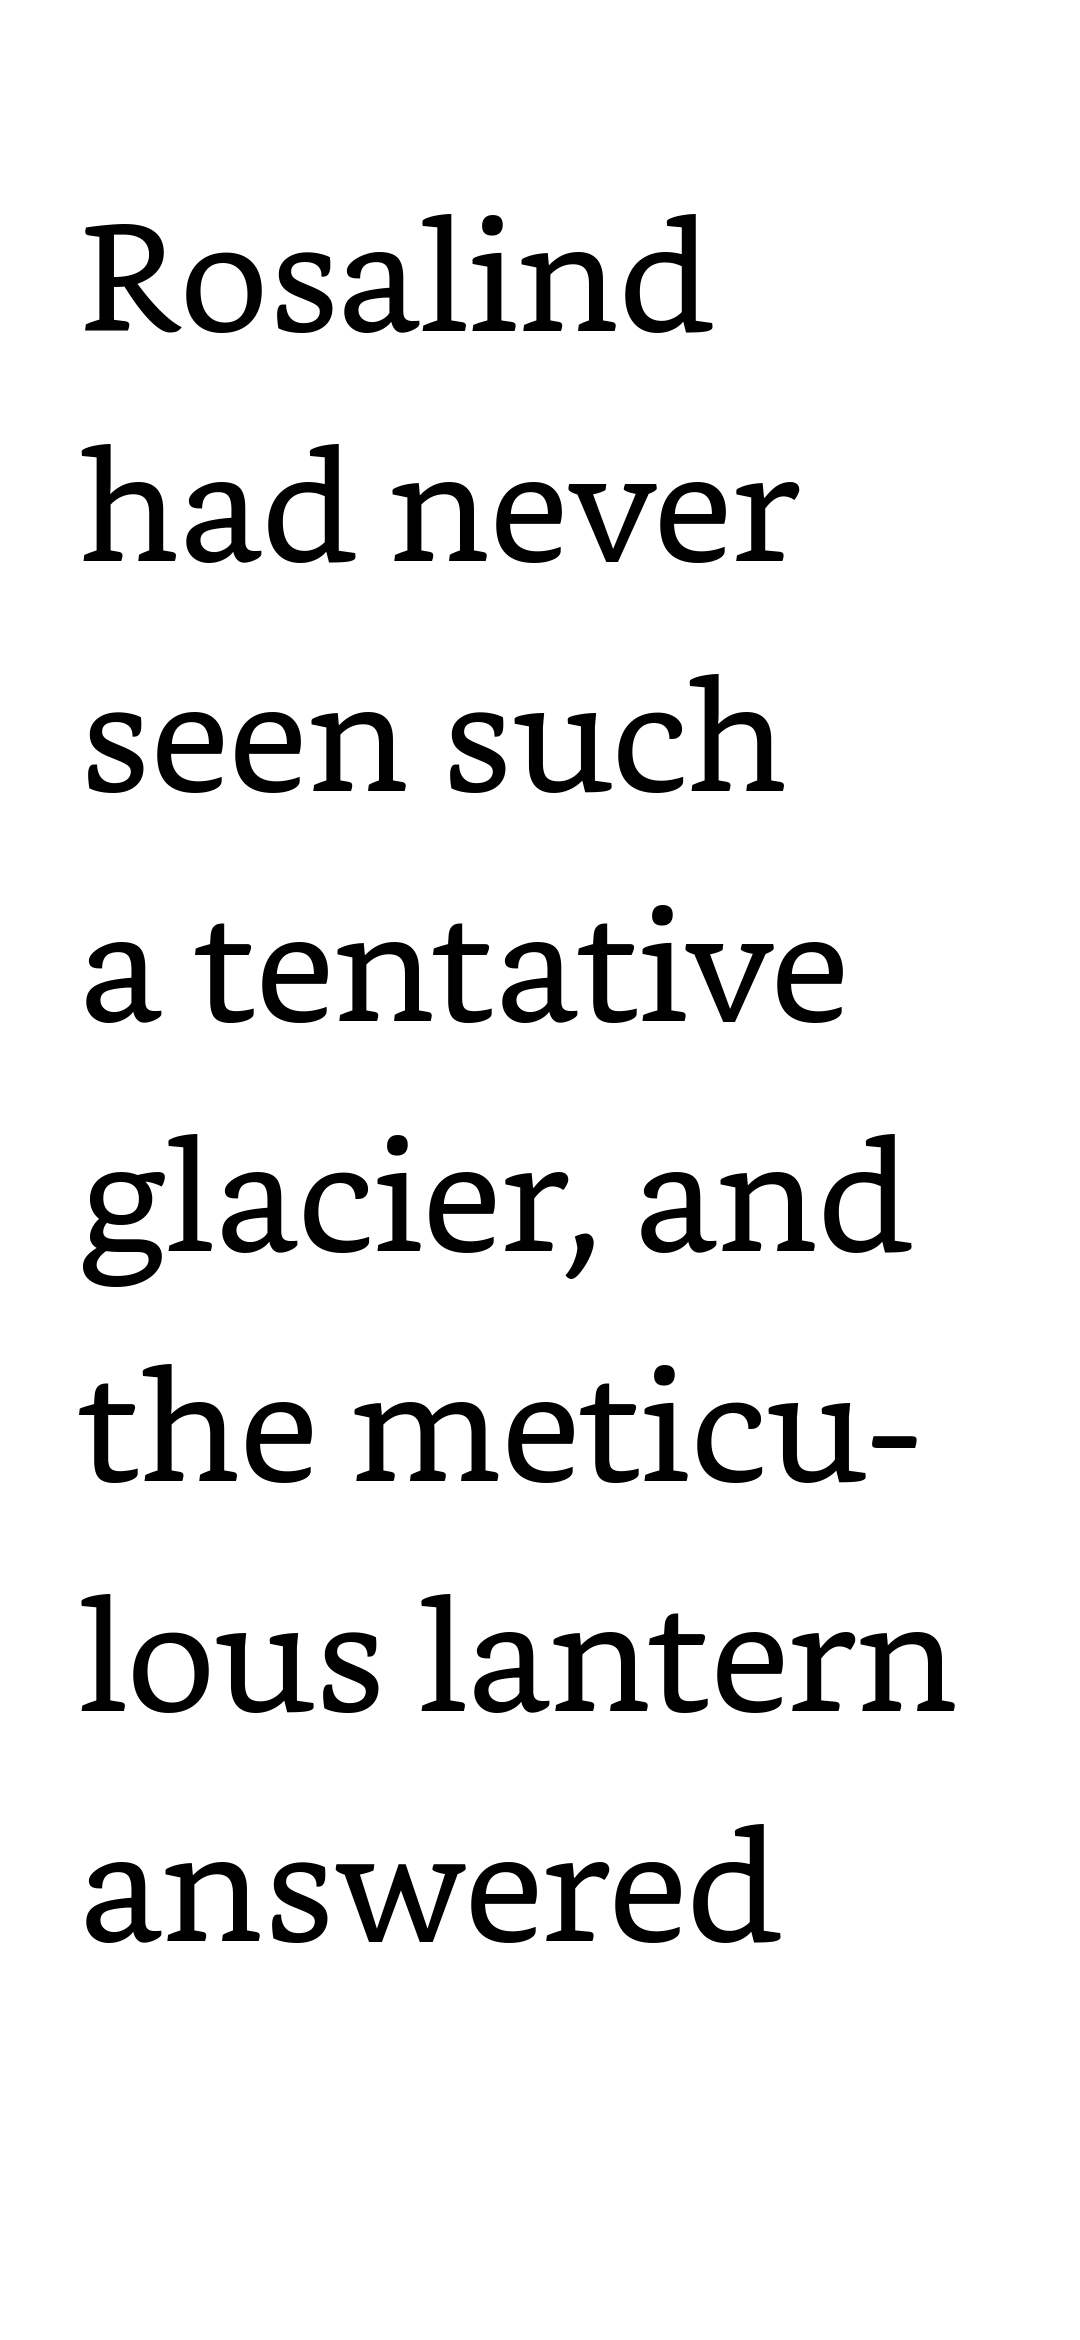 Rosalind
had never
seen such
a tentative
glacier, and
the meticu-
lous lantern
answered